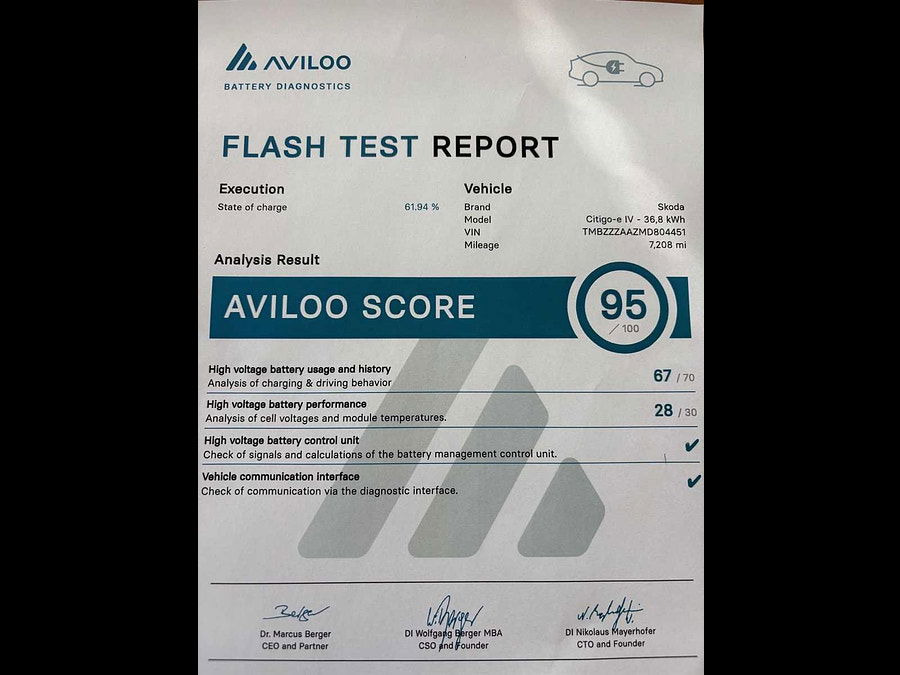 AVILOO
BATTERY DIAGNOSTICS
FLASH TEST REPORT
Execution
State of charge 61.94 %
Vehicle
Brand Skoda
Model Citigo-e IV - 36,8 kWh
VIN TMBZZZAAZMD804451
Mileage 7,208 mi
Analysis Result
AVILOO SCORE 95 / 100
High voltage battery usage and history
Analysis of charging & driving behavior 67 / 70
High voltage battery performance
Analysis of cell voltages and module temperatures. 28 / 30
High voltage battery control unit
Check of signals and calculations of the battery management control unit. ✔
Vehicle communication interface
Check of communication via the diagnostic interface. ✔
Dr. Marcus Berger
CEO and Partner
DI Wolfgang Berger MBA
CSO and Founder
DI Nikolaus Mayerhofer
CTO and Founder